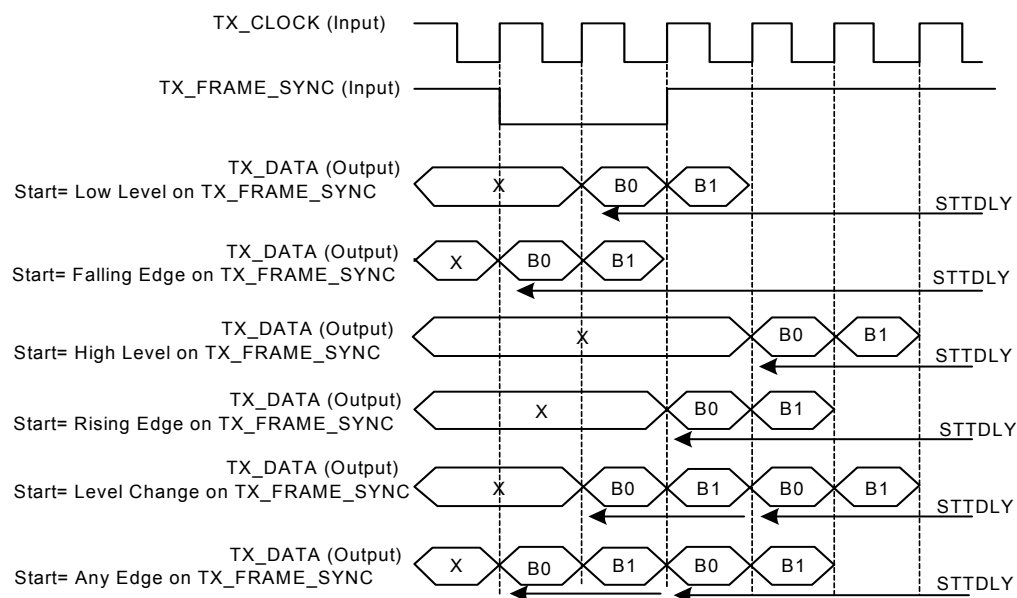 TX_CLOCK (Input)
TX_FRAME_SYNC (Input)
TX_DATA (Output)
Start= Low Level on TX_FRAME_SYNC
X B0 B1
STTDLY
TX_DATA (Output)
Start= Falling Edge on TX_FRAME_SYNC
X B0 B1
STTDLY
TX_DATA (Output)
Start= High Level on TX_FRAME_SYNC
X B0 B1
STTDLY
TX_DATA (Output)
Start= Rising Edge on TX_FRAME_SYNC
X B0 B1
STTDLY
TX_DATA (Output)
Start= Level Change on TX_FRAME_SYNC
X B0 B1 B0 B1
STTDLY
TX_DATA (Output)
Start= Any Edge on TX_FRAME_SYNC
X B0 B1 B0 B1
STTDLY